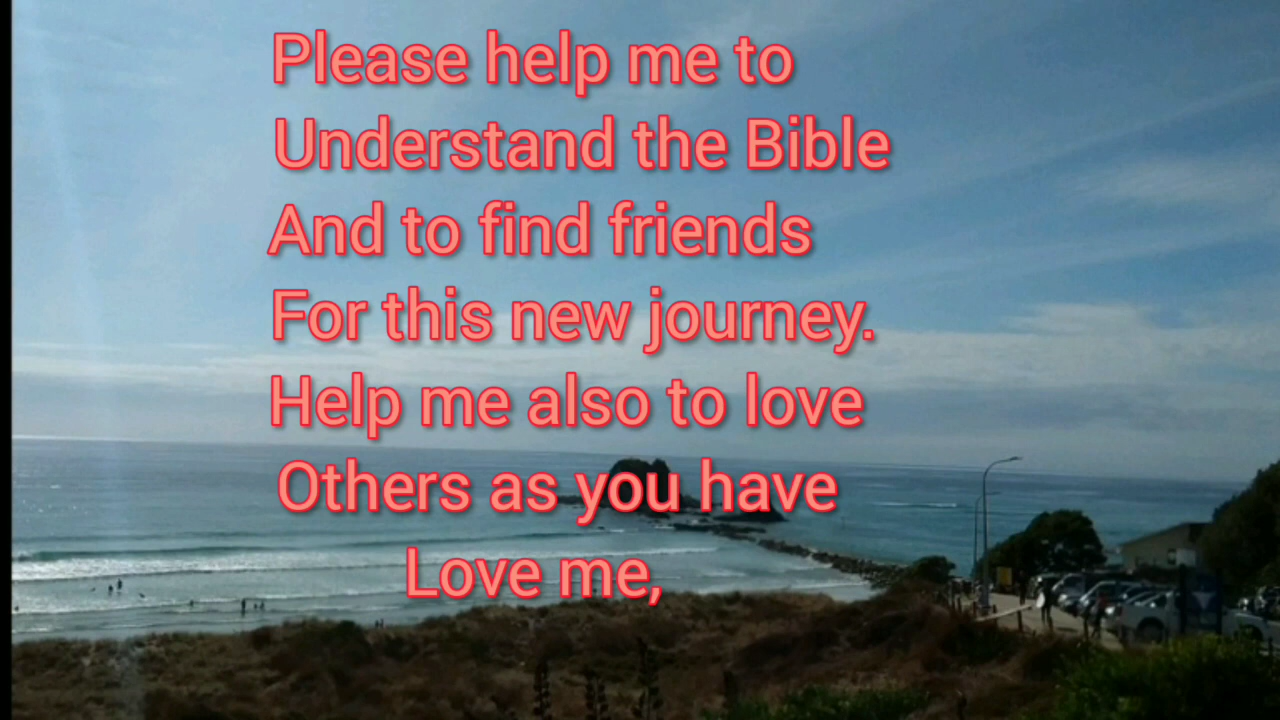 Please help me to
Understand the Bible
And to find friends
For this new journey.
Help me also to love
Others as you have
Love me,